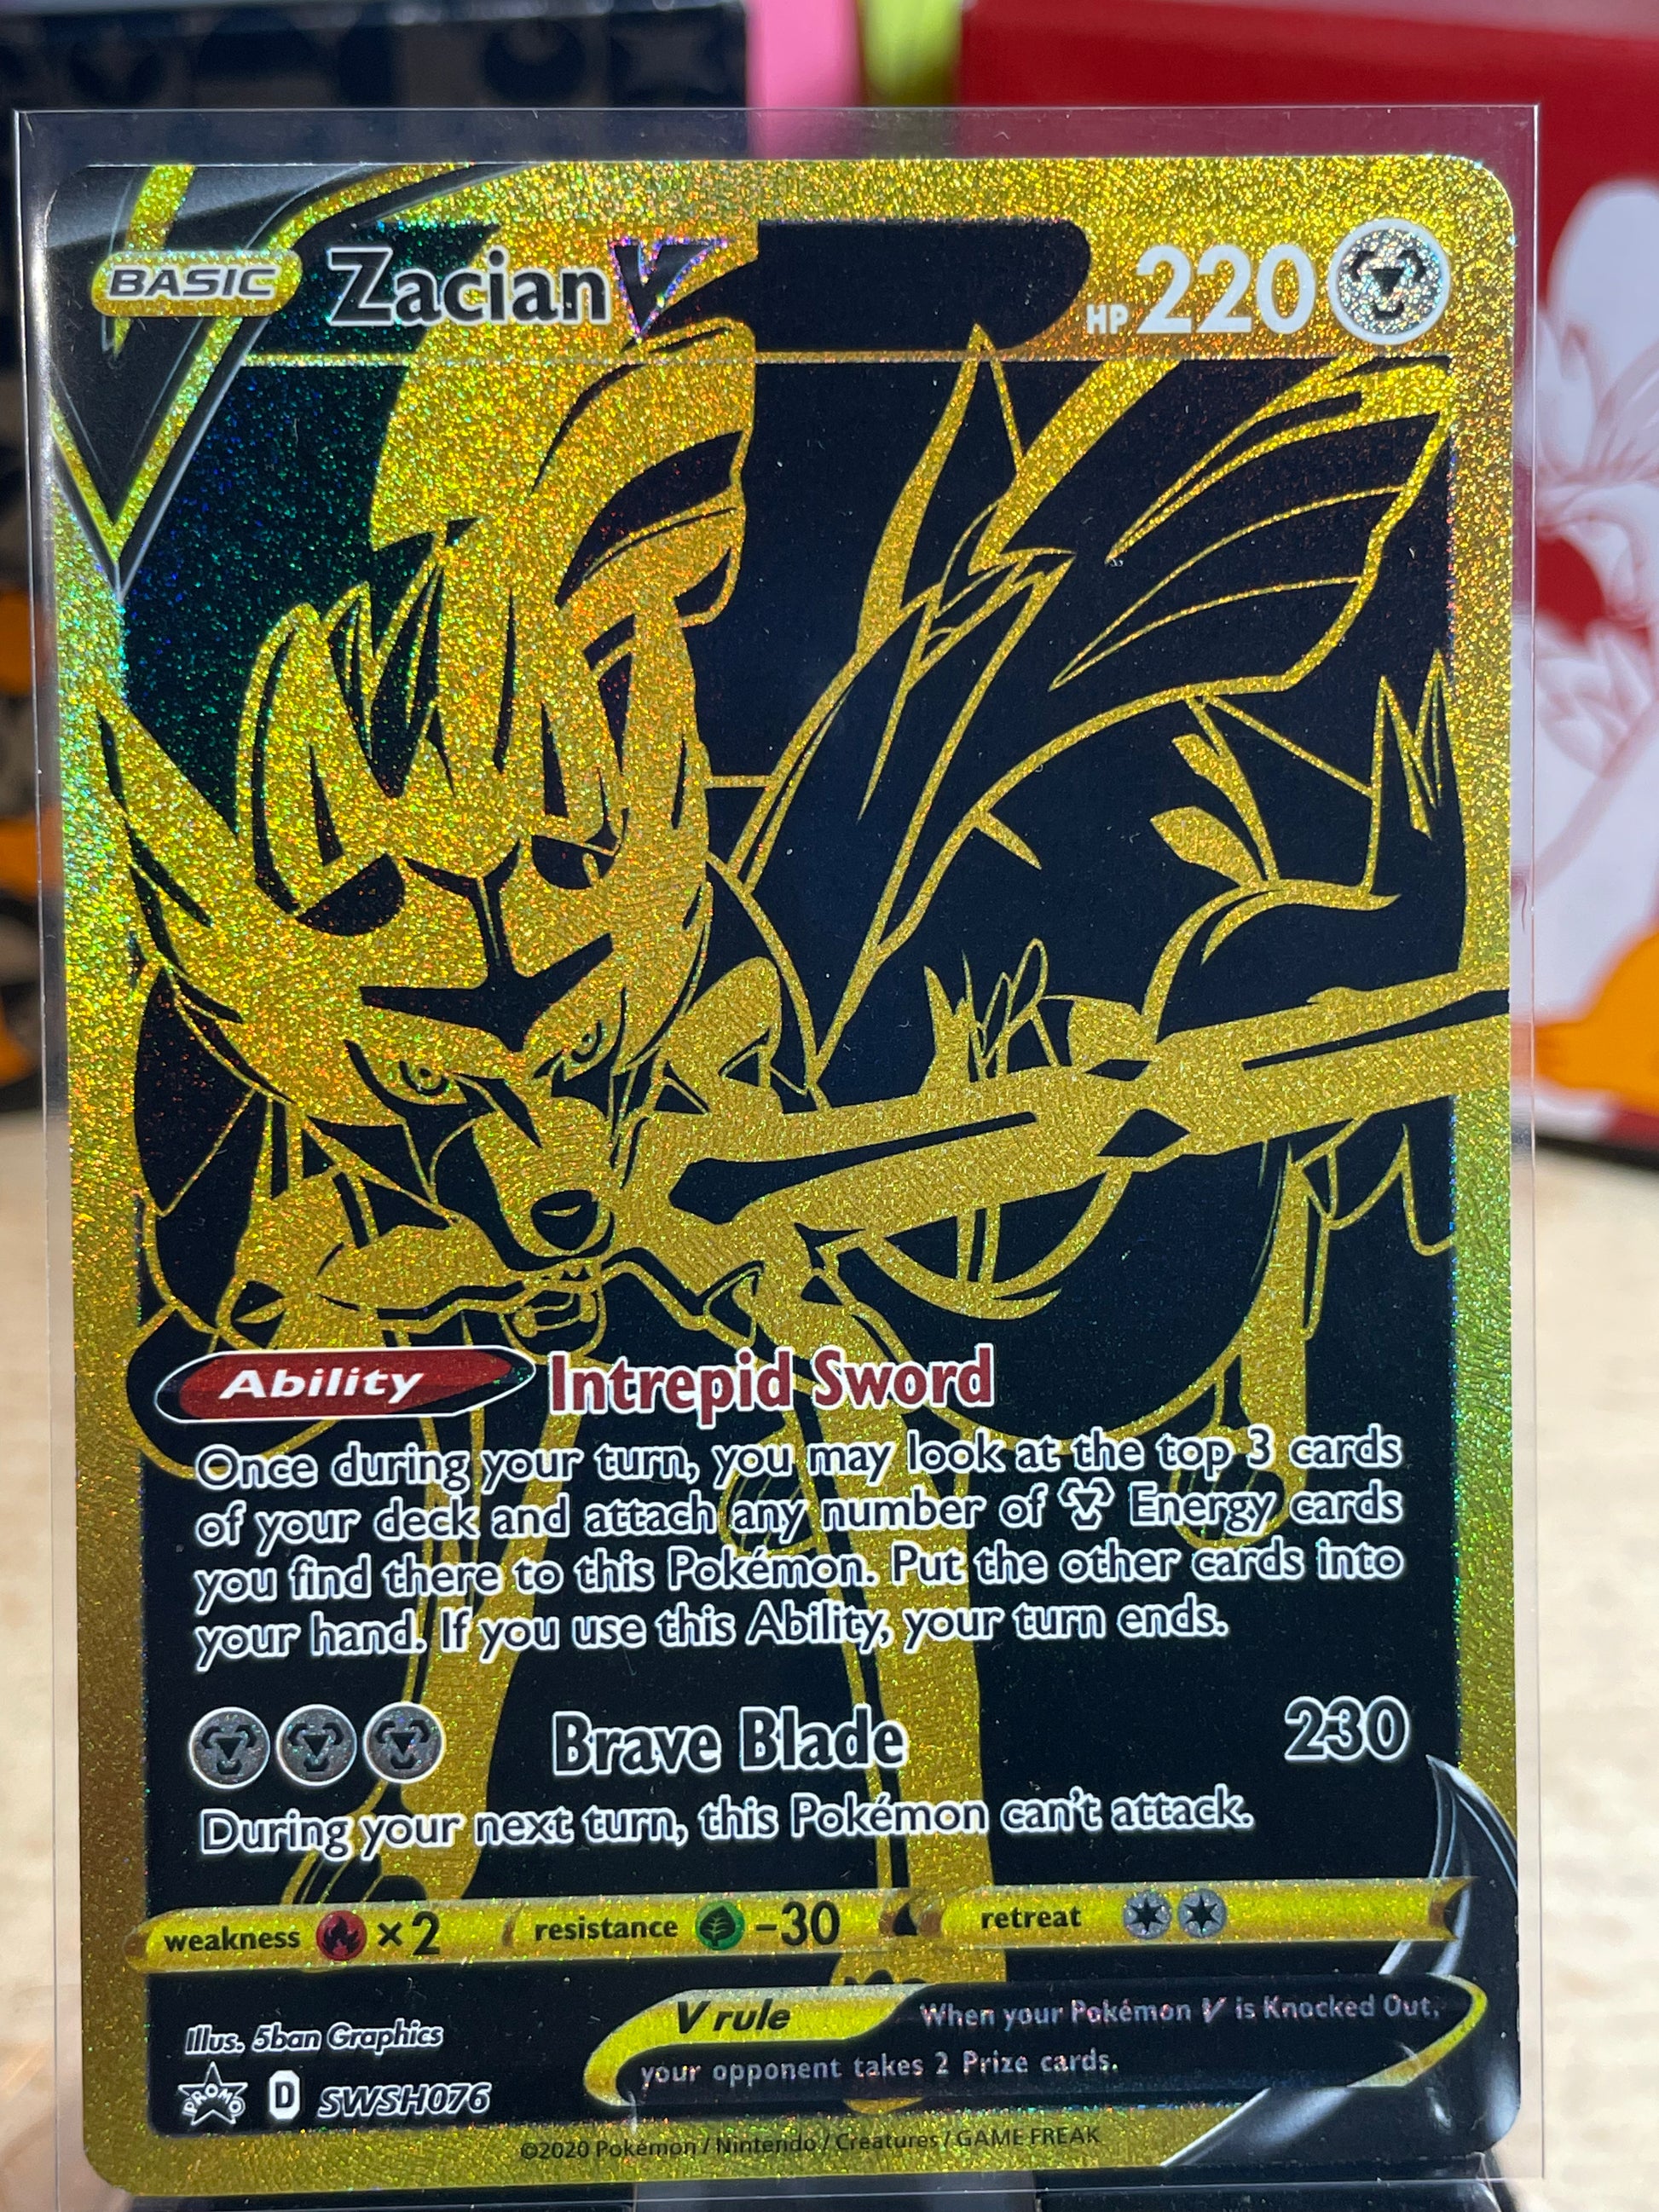 BASIC Zacian V HP 220
Ability Intrepid Sword
Once during your turn, you may look at the top 3 cards
of your deck and attach any number of Energy cards
you find there to this Pokémon. Put the other cards into
your hand. If you use this Ability, your turn ends.
Brave Blade 230
During your next turn, this Pokémon can't attack.
weakness ×2 resistance -30 retreat
Illus. 5ban Graphics
V rule When your Pokémon V is Knocked Out,
your opponent takes 2 Prize cards.
PROMO D SWSH076
©2020 Pokémon / Nintendo / Creatures / GAME FREAK